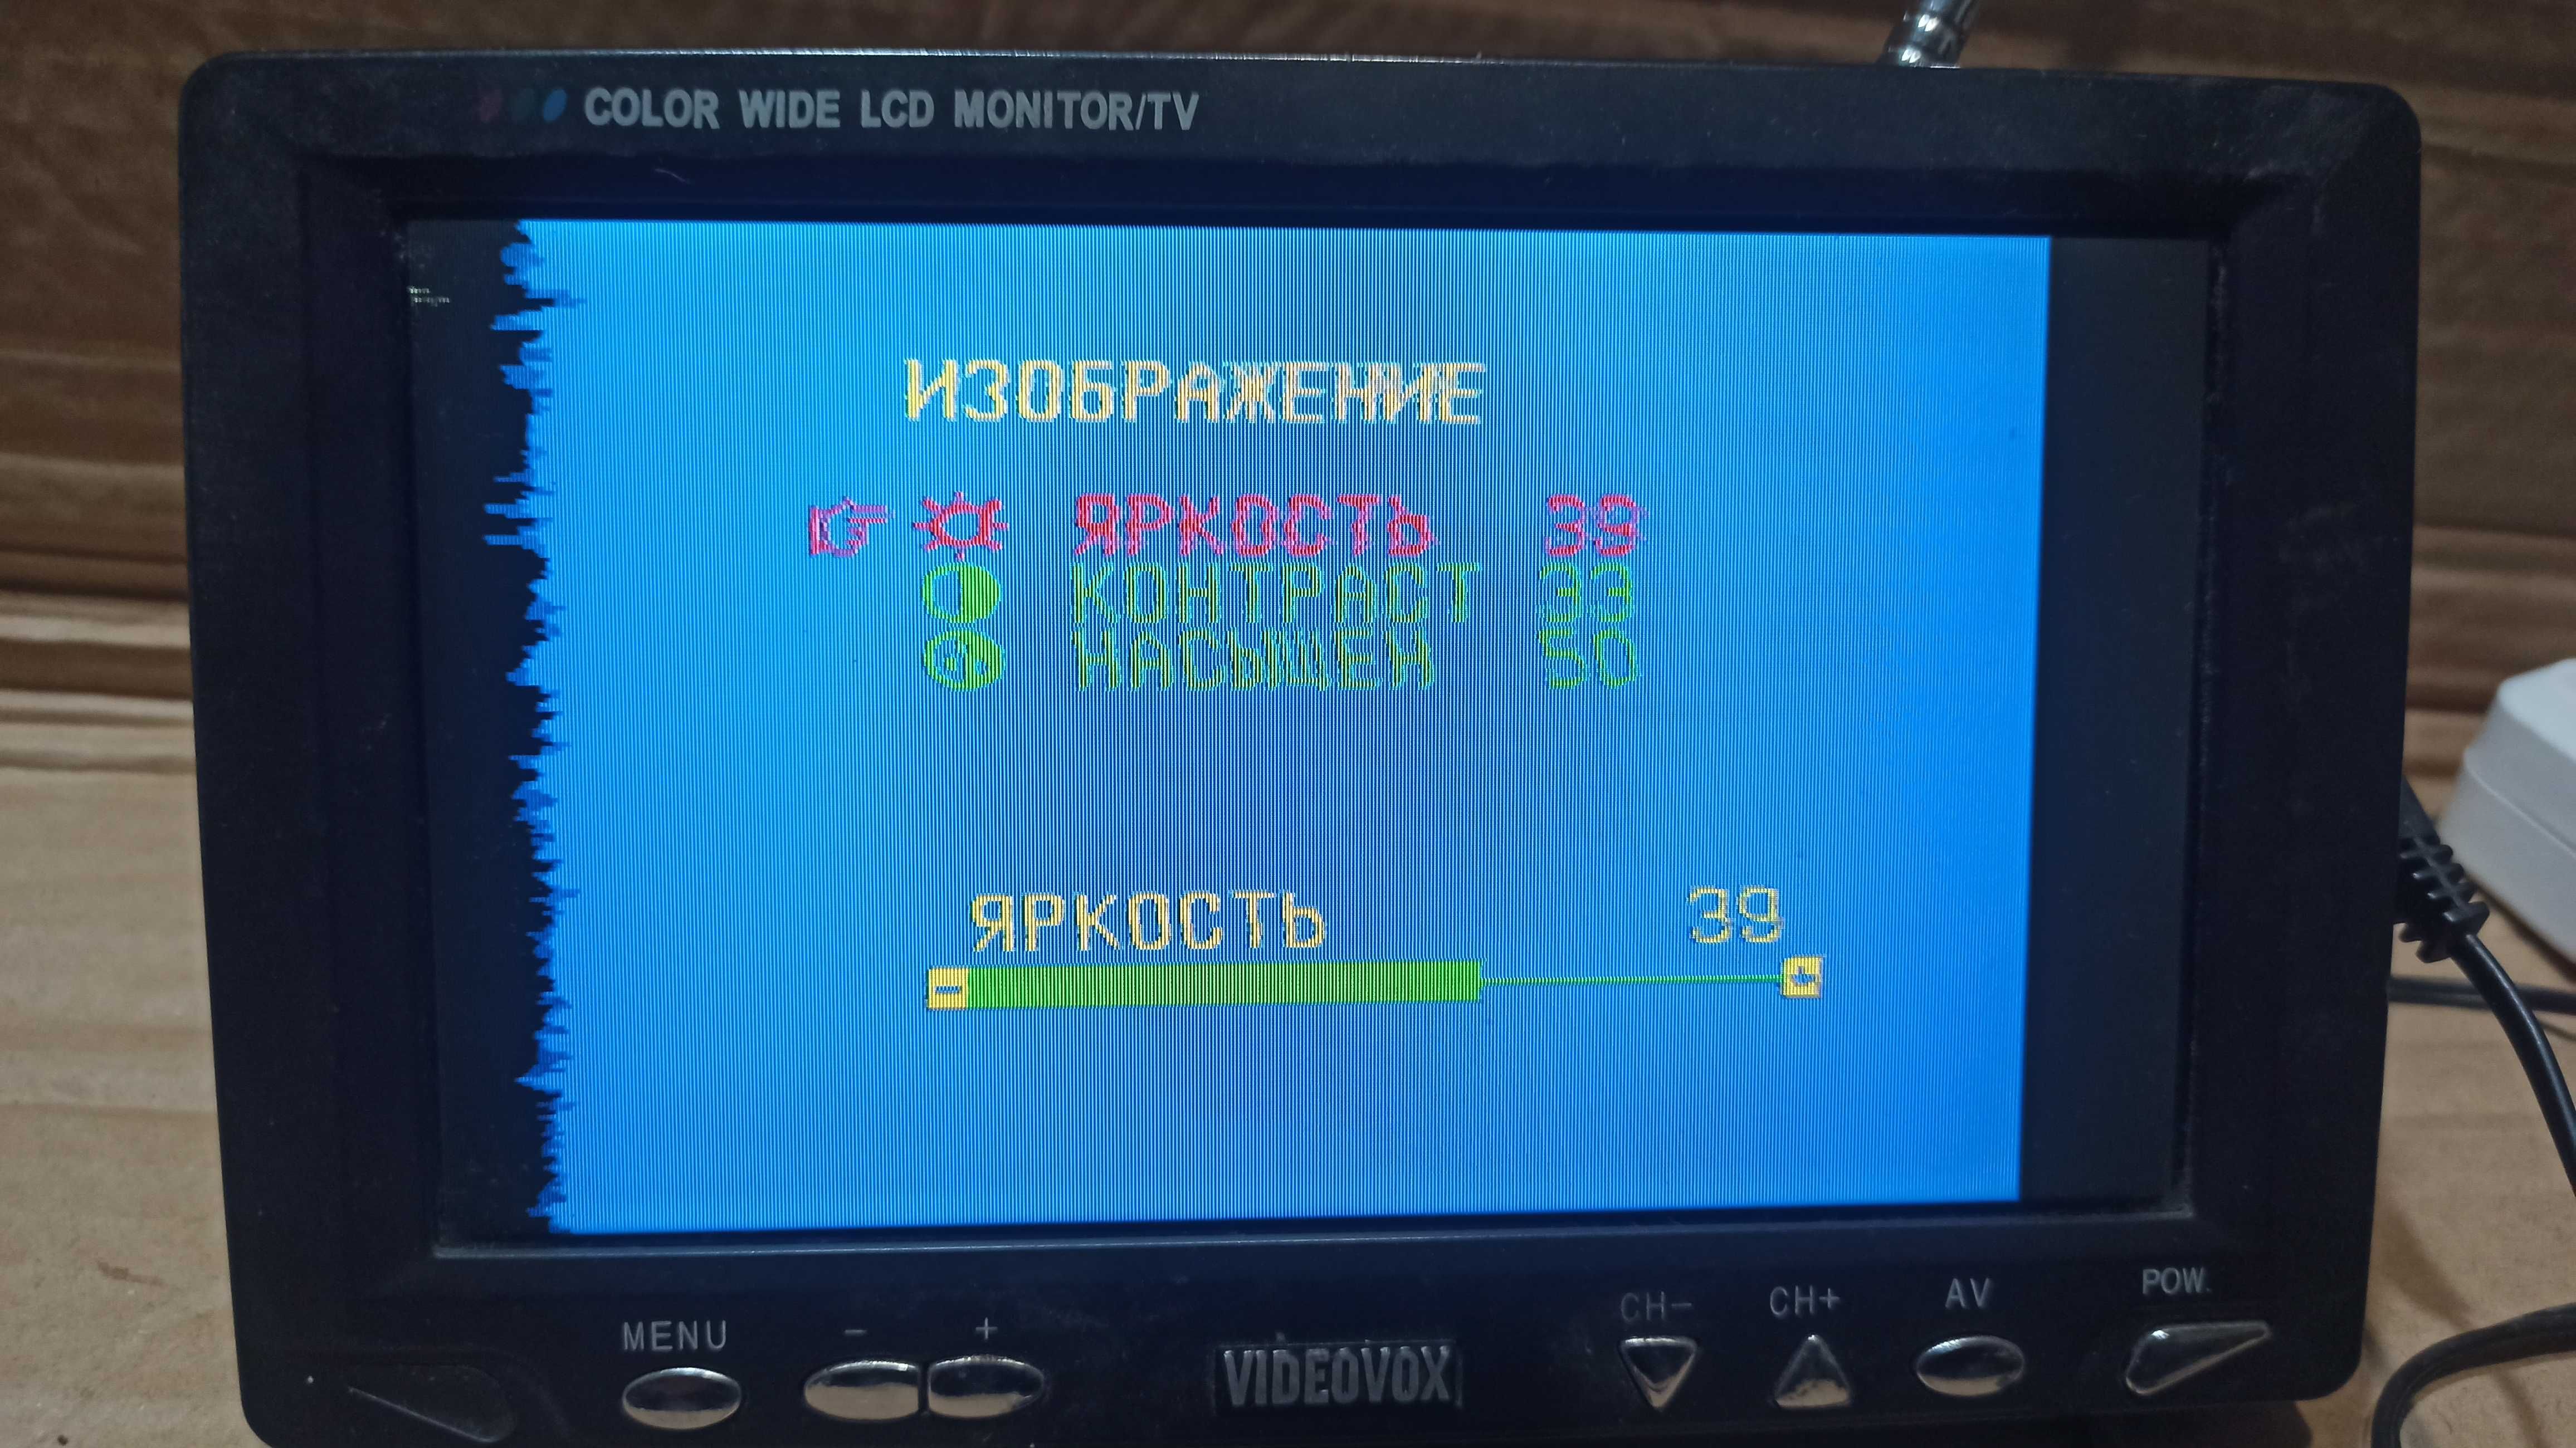 COLOR WIDE LCD MONITOR/TV
ИЗОБРАЖЕНИЕ
ЯРКОСТЬ 39
КОНТРАСТ 33
НАСЫЩЕН 50
ЯРКОСТЬ 39
- +
MENU - + VIDEOVOX CH- CH+ AV POW.